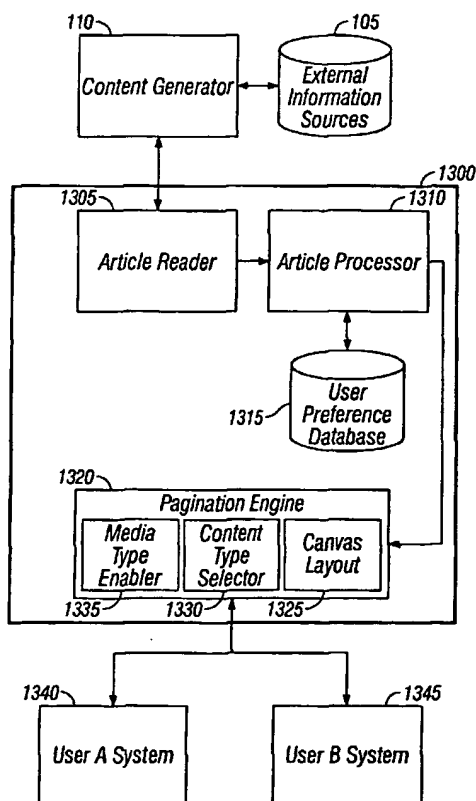 110
105
Content Generator
External
Information
Sources
1300
1305
1310
Article Reader
Article Processor
1315
User
Preference
Database
1320
Pagination Engine
Media
Type
Enabler
Content
Type
Selector
Canvas
Layout
1335
1330
1325
1340
1345
User A System
User B System